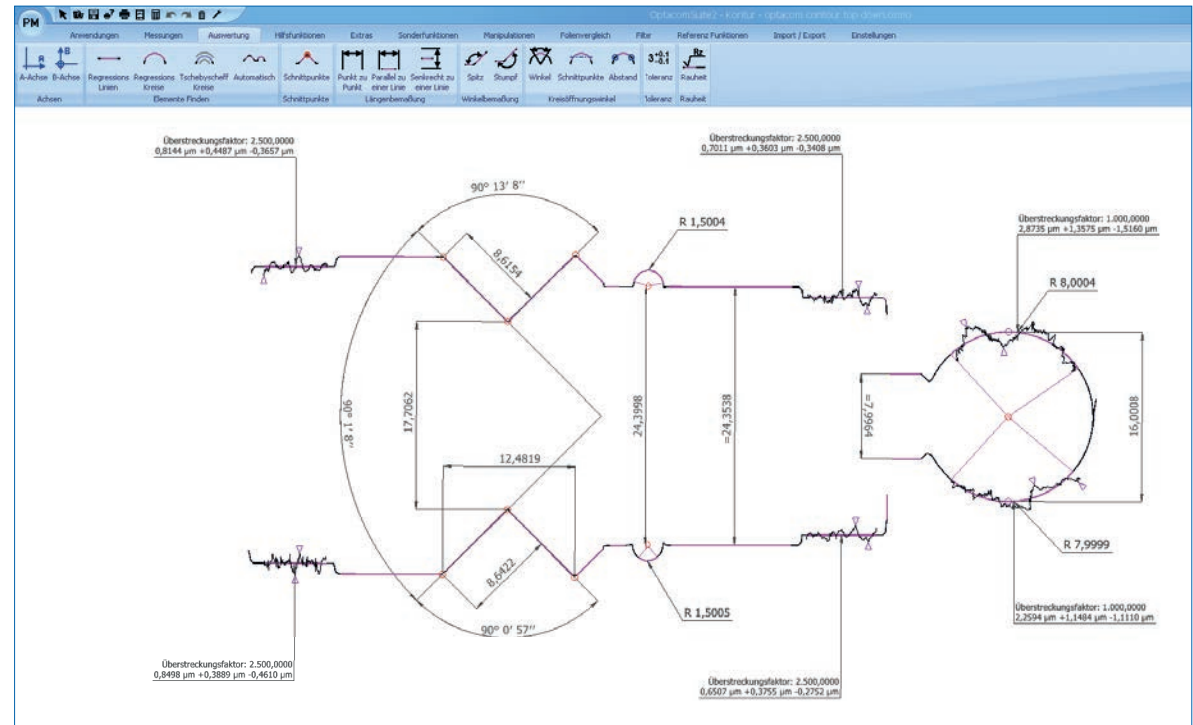 OptacomSuite2 - Kontur - optacom contour top down.osmo
PM
Anwendungen Messungen Auswertung Hilfsfunktionen Extras Sonderfunktionen Manipulationen Folienvergleich Filter Referenz Funktionen Import / Export Einstellungen
A-Achse B-Achse Regressions Linien Regressions Kreise Tschebyscheff Kreise Automatisch Schnittpunkte Punkt zu Punkt Parallel zu einer Linie Senkrecht zu einer Linie Spitz Stumpf Winkel Schnittpunkte Abstand Toleranz Rauheit
Achsen Elemente Finden Schnittpunkte Längenbemaßung Winkelbemaßung Kreisöffnungswinkel Toleranz Rauheit
Überstreckungsfaktor: 2.500,0000
0,8144 µm +0,4487 µm -0,3657 µm
Überstreckungsfaktor: 2.500,0000
0,7011 µm +0,3603 µm -0,3408 µm
90° 13' 8''
R 1,5004
8,6154
Überstreckungsfaktor: 1.000,0000
2,8735 µm +1,3575 µm -1,5160 µm
R 8,0004
90° 1' 8''
17,7062
24,3998
=24,3538
=7,9664
16,0008
12,4819
8,6422
R 7,9999
R 1,5005
90° 0' 57''
Überstreckungsfaktor: 1.000,0000
2,2594 µm +1,1484 µm -1,1110 µm
Überstreckungsfaktor: 2.500,0000
0,8498 µm +0,3889 µm -0,4610 µm
Überstreckungsfaktor: 2.500,0000
0,6507 µm +0,3755 µm -0,2752 µm